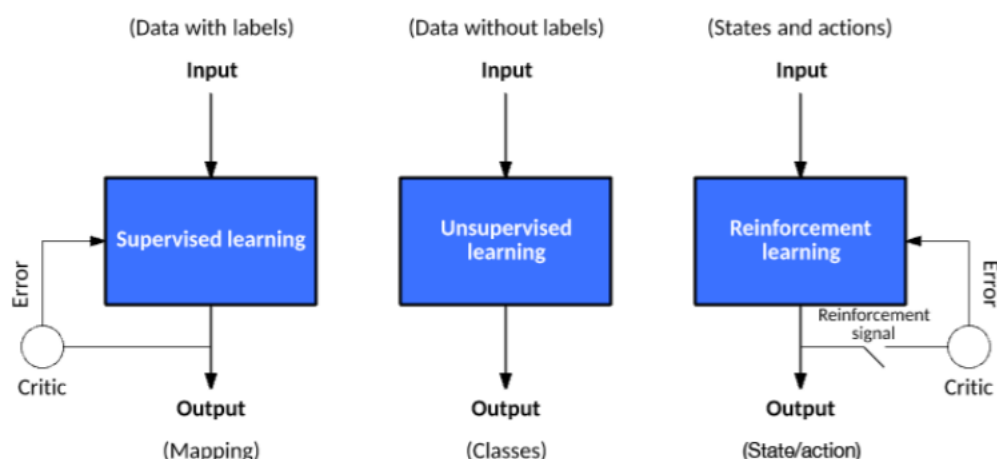 (Data with labels)
Input
Supervised learning
Error
Critic
Output
(Mapping)
(Data without labels)
Input
Unsupervised
learning
Output
(Classes)
(States and actions)
Input
Reinforcement
learning
Reinforcement
signal
Error
Critic
Output
(State/action)